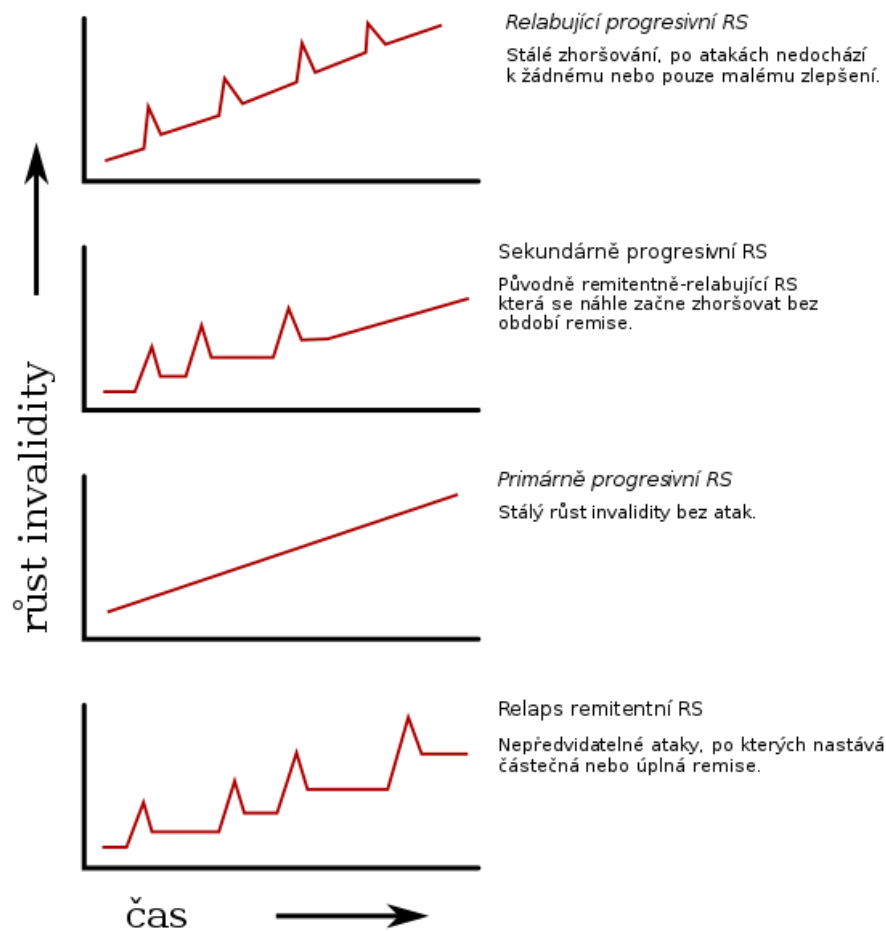 Relabující progresivní RS
Stálé zhoršování, po atakách nedochází
k žádnému nebo pouze malému zlepšení.
Sekundárně progresivní RS
Původně remitentně-relabující RS
která se náhle začne zhoršovat bez
období remise.
růst invalidity
Primárně progresivní RS
Stálý růst invalidity bez atak.
Relaps remitentní RS
Nepředvidatelné ataky, po kterých nastává
částečná nebo úplná remise.
čas